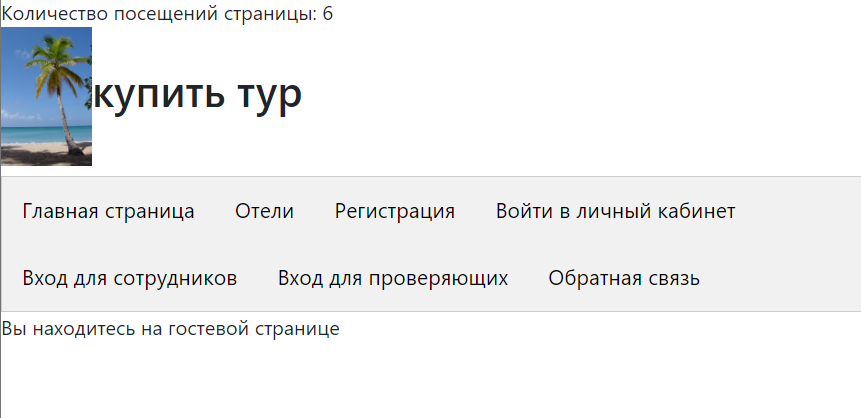 Количество посещений страницы: 6
купить тур
Главная страница Отели Регистрация Войти в личный кабинет
Вход для сотрудников Вход для проверяющих Обратная связь
Вы находитесь на гостевой странице